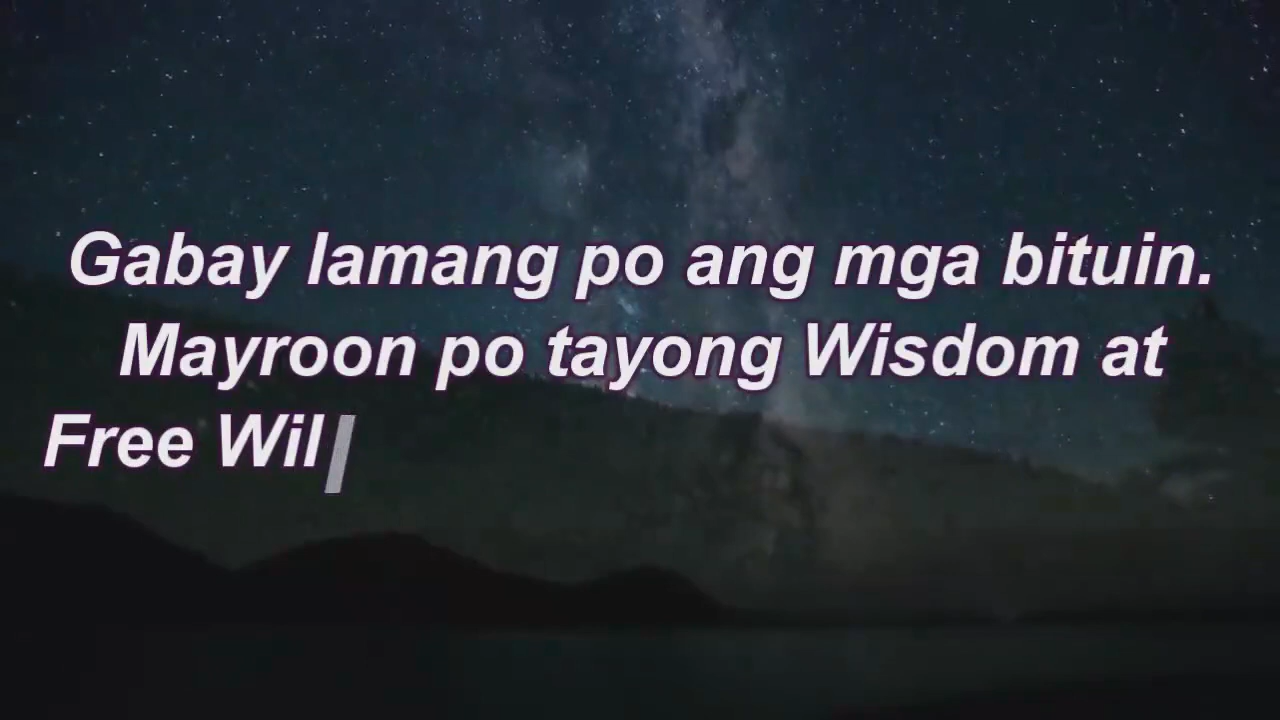 Gabay lamang po ang mga bituin.
Mayroon po tayong Wisdom at
Free Wil